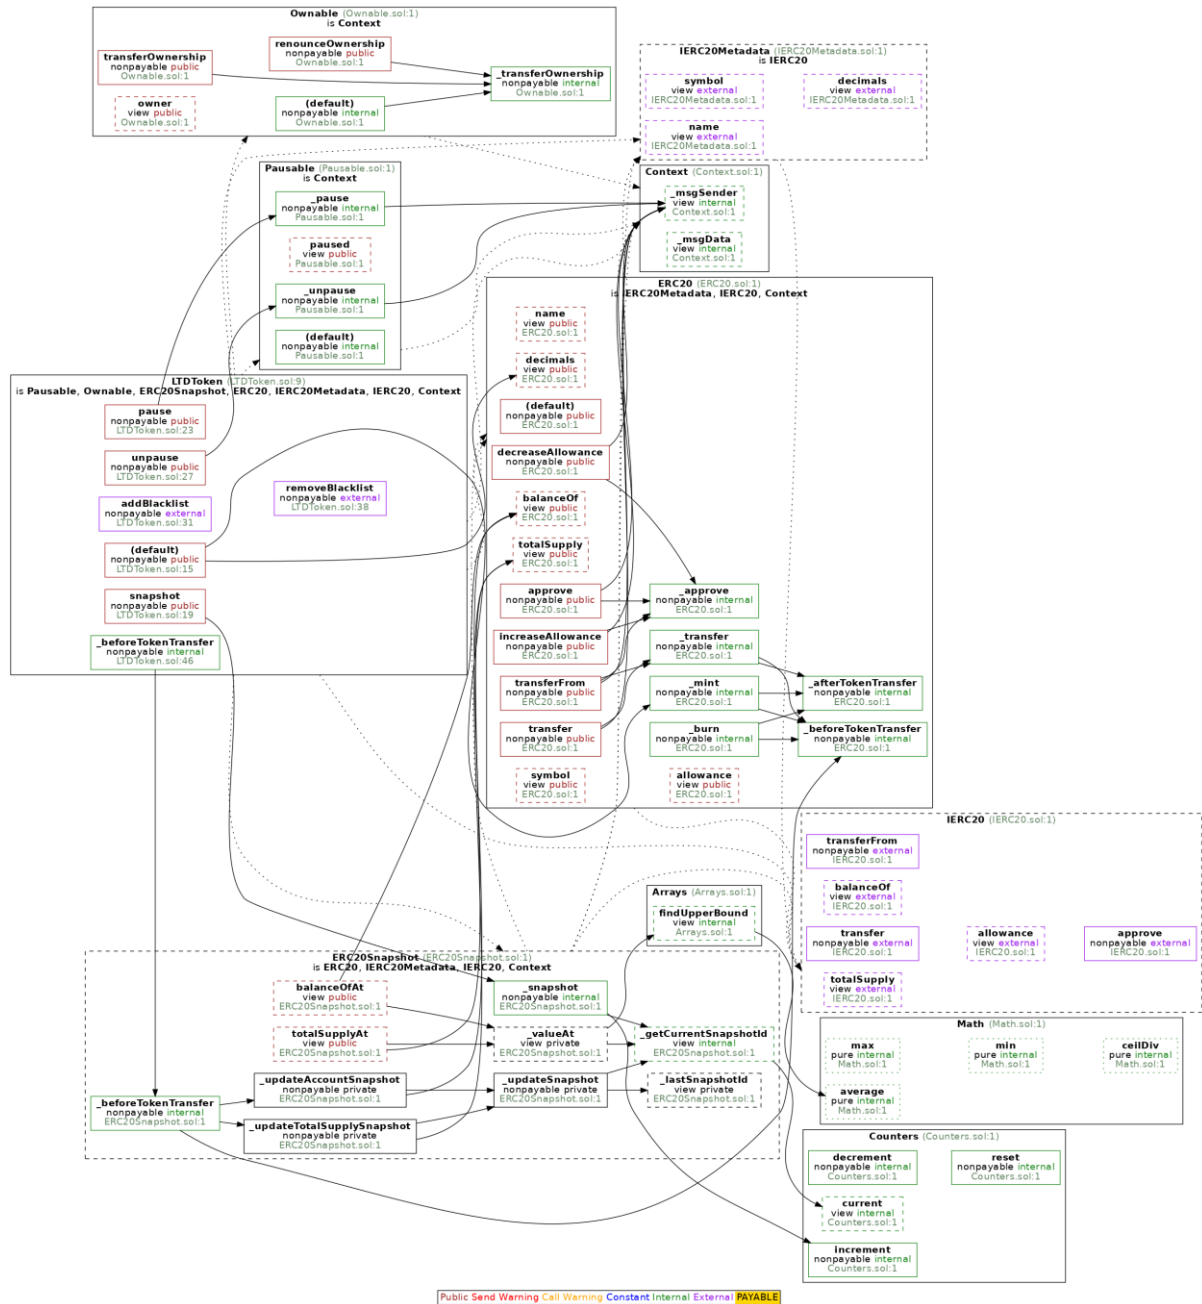 Ownable (Ownable.sol:1)
is Context
transferOwnership
nonpayable public
Ownable.sol:1
renounceOwnership
nonpayable public
Ownable.sol:1
_transferOwnership
nonpayable internal
Ownable.sol:1
owner
view public
Ownable.sol:1
(default)
nonpayable internal
Ownable.sol:1
IERC20Metadata (IERC20Metadata.sol:1)
is IERC20
symbol
view external
IERC20Metadata.sol:1
decimals
view external
IERC20Metadata.sol:1
name
view external
IERC20Metadata.sol:1
Pausable (Pausable.sol:1)
is Context
_pause
nonpayable internal
Pausable.sol:1
paused
view public
Pausable.sol:1
_unpause
nonpayable internal
Pausable.sol:1
(default)
nonpayable internal
Pausable.sol:1
Context (Context.sol:1)
_msgSender
view internal
Context.sol:1
_msgData
view internal
Context.sol:1
LTDToken (LTDToken.sol:9)
is Pausable, Ownable, ERC20Snapshot, ERC20, IERC20Metadata, IERC20, Context
pause
nonpayable public
LTDToken.sol:23
unpause
nonpayable public
LTDToken.sol:27
addBlacklist
nonpayable external
LTDToken.sol:31
removeBlacklist
nonpayable external
LTDToken.sol:38
(default)
nonpayable public
LTDToken.sol:15
snapshot
nonpayable public
LTDToken.sol:19
_beforeTokenTransfer
nonpayable internal
LTDToken.sol:46
ERC20 (ERC20.sol:1)
is IERC20Metadata, IERC20, Context
name
view public
ERC20.sol:1
decimals
view public
ERC20.sol:1
(default)
nonpayable public
ERC20.sol:1
decreaseAllowance
nonpayable public
ERC20.sol:1
balanceOf
view public
ERC20.sol:1
totalSupply
view public
ERC20.sol:1
approve
nonpayable public
ERC20.sol:1
_approve
nonpayable internal
ERC20.sol:1
increaseAllowance
nonpayable public
ERC20.sol:1
_transfer
nonpayable internal
ERC20.sol:1
transferFrom
nonpayable public
ERC20.sol:1
_mint
nonpayable internal
ERC20.sol:1
_afterTokenTransfer
nonpayable internal
ERC20.sol:1
transfer
nonpayable public
ERC20.sol:1
_burn
nonpayable internal
ERC20.sol:1
_beforeTokenTransfer
nonpayable internal
ERC20.sol:1
symbol
view public
ERC20.sol:1
allowance
view public
ERC20.sol:1
IERC20 (IERC20.sol:1)
transferFrom
nonpayable external
IERC20.sol:1
balanceOf
view external
IERC20.sol:1
transfer
nonpayable external
IERC20.sol:1
allowance
view external
IERC20.sol:1
approve
nonpayable external
IERC20.sol:1
totalSupply
view external
IERC20.sol:1
Arrays (Arrays.sol:1)
findUpperBound
view internal
Arrays.sol:1
ERC20Snapshot (ERC20Snapshot.sol:1)
is ERC20, IERC20Metadata, IERC20, Context
balanceOfAt
view public
ERC20Snapshot.sol:1
_snapshot
nonpayable internal
ERC20Snapshot.sol:1
totalSupplyAt
view public
ERC20Snapshot.sol:1
_valueAt
view private
ERC20Snapshot.sol:1
_getCurrentSnapshotId
view internal
ERC20Snapshot.sol:1
_updateAccountSnapshot
nonpayable private
ERC20Snapshot.sol:1
_updateSnapshot
nonpayable private
ERC20Snapshot.sol:1
_lastSnapshotId
view private
ERC20Snapshot.sol:1
_beforeTokenTransfer
nonpayable internal
ERC20Snapshot.sol:1
_updateTotalSupplySnapshot
nonpayable private
ERC20Snapshot.sol:1
Math (Math.sol:1)
max
pure internal
Math.sol:1
min
pure internal
Math.sol:1
ceilDiv
pure internal
Math.sol:1
average
pure internal
Math.sol:1
Counters (Counters.sol:1)
decrement
nonpayable internal
Counters.sol:1
reset
nonpayable internal
Counters.sol:1
current
view internal
Counters.sol:1
increment
nonpayable internal
Counters.sol:1
Public Send Warning Call Warning Constant Internal External PAYABLE